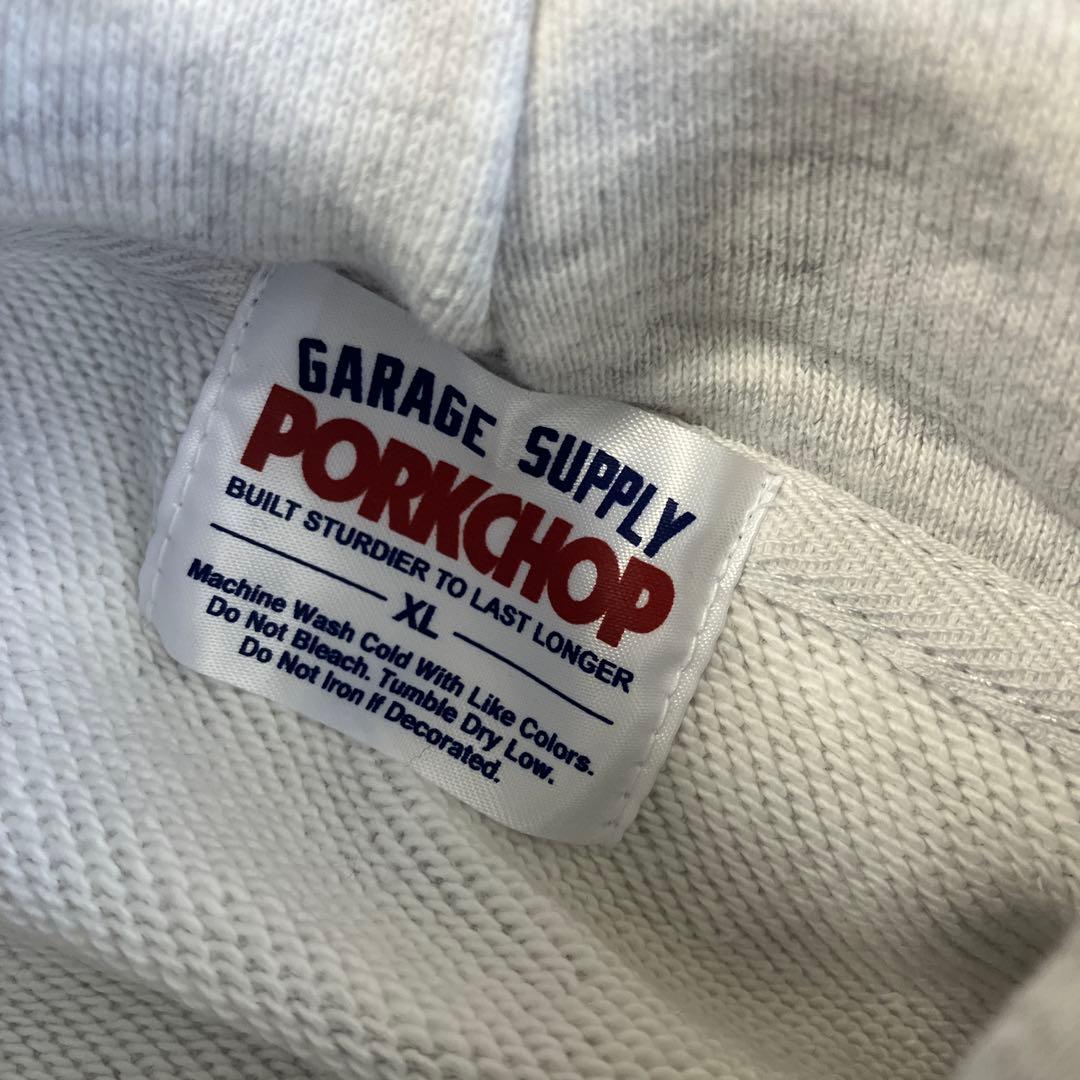 GARAGE SUPPLY
PORKCHOP
BUILT STURDIER TO LAST LONGER
XL
Machine Wash Cold With Like Colors.
Do Not Bleach. Tumble Dry Low.
Do Not Iron If Decorated.